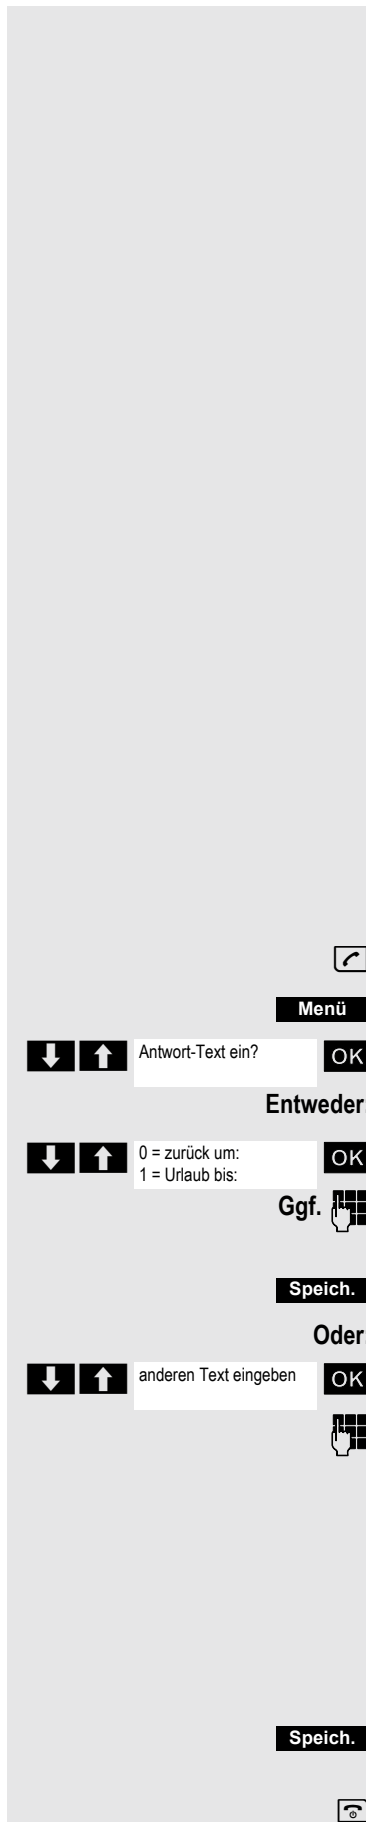 Menü
Antwort-Text ein?
OK
Entweder:
0 = zurück um:
1 = Urlaub bis:
OK
Ggf.
Speich.
Oder
anderen Text eingeben
OK
Speich.